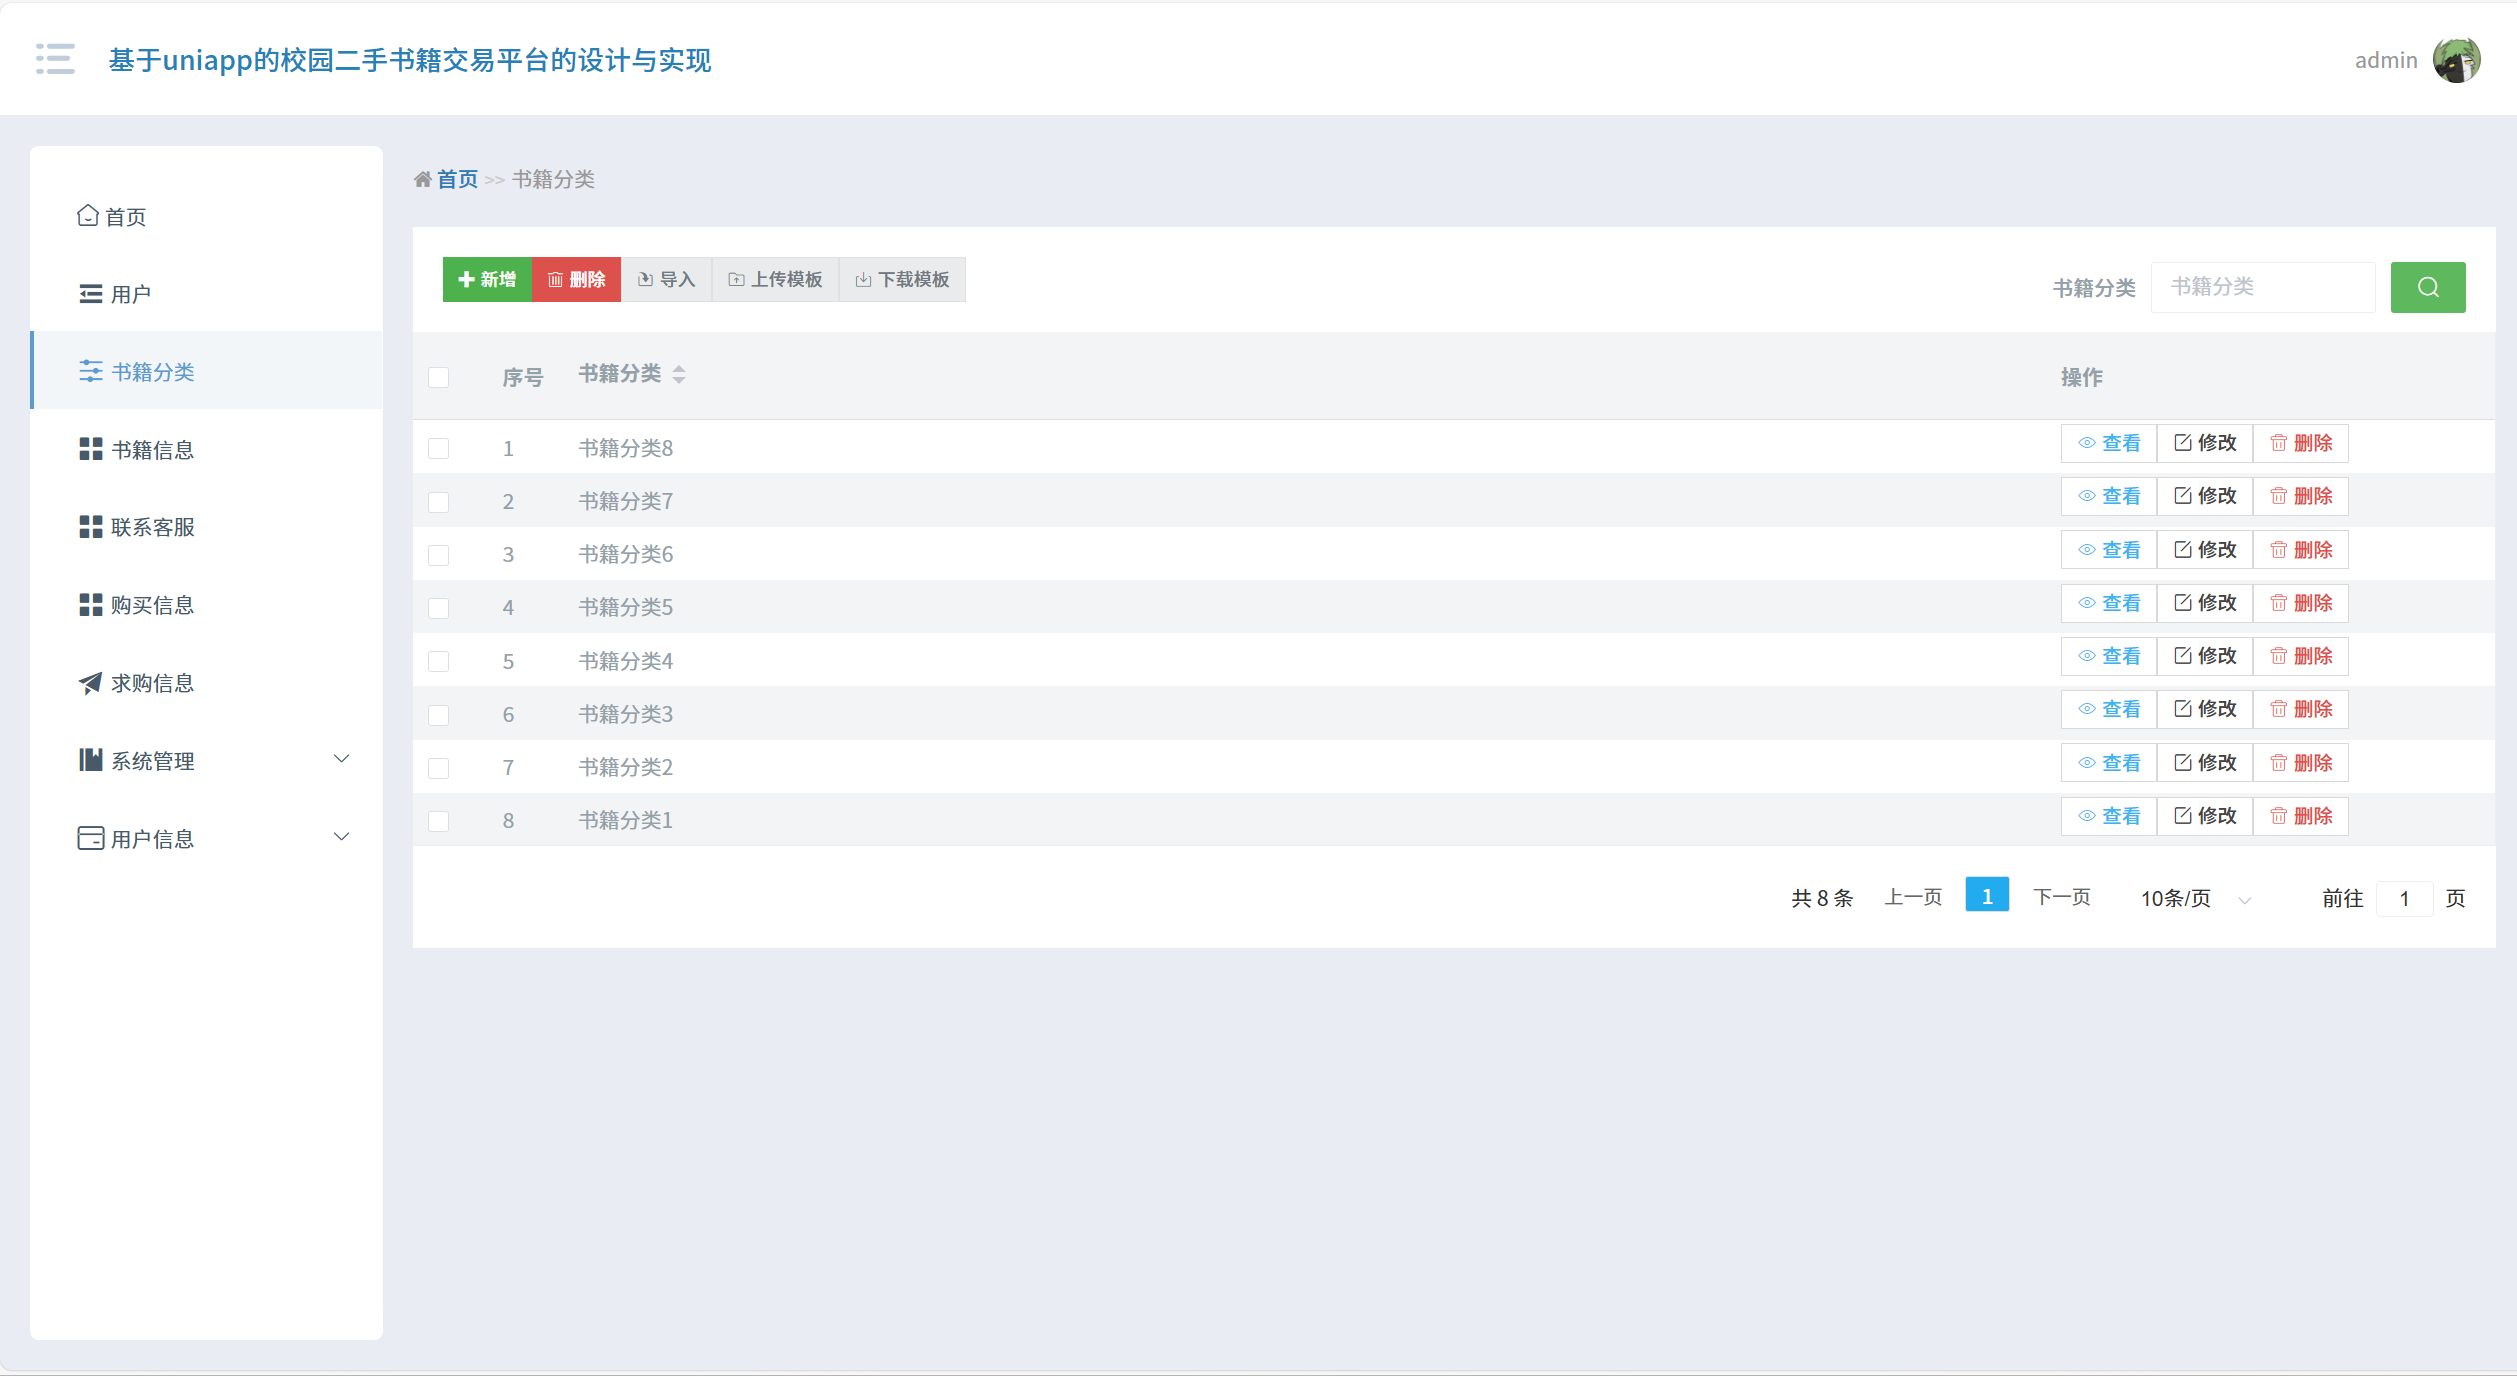 基于uniapp的校园二手书籍交易平台的设计与实现
admin
首页
用户
书籍分类
书籍信息
联系客服
购买信息
求购信息
系统管理
用户信息
首页 >> 书籍分类
新增 删除 导入 上传模板 下载模板
书籍分类 书籍分类
序号 书籍分类 操作
1 书籍分类8 查看 修改 删除
2 书籍分类7 查看 修改 删除
3 书籍分类6 查看 修改 删除
4 书籍分类5 查看 修改 删除
5 书籍分类4 查看 修改 删除
6 书籍分类3 查看 修改 删除
7 书籍分类2 查看 修改 删除
8 书籍分类1 查看 修改 删除
共 8 条 上一页 1 下一页 10条/页 前往 1 页